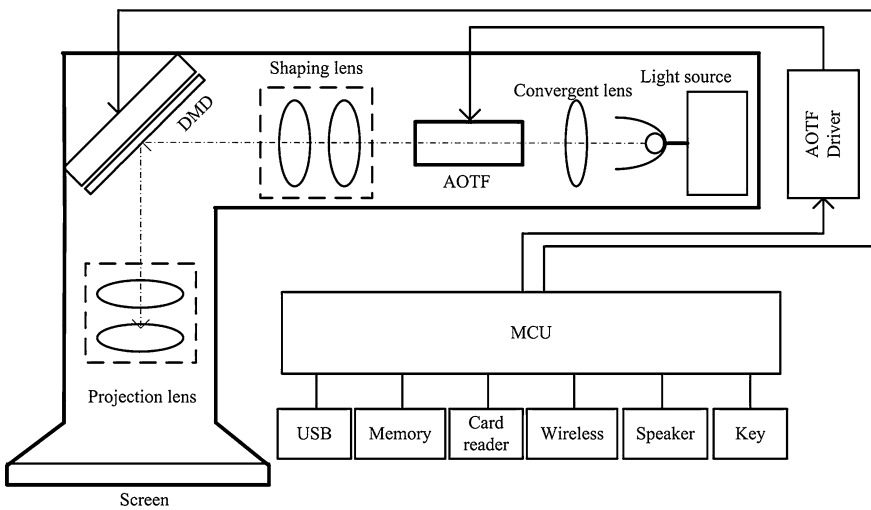 Shaping lens
Light source
Convergent lens
DMD
AOTF
Driver
AOTF
MCU
Projection lens
USB
Memory
Card
reader
Wireless
Speaker
Key
Screen